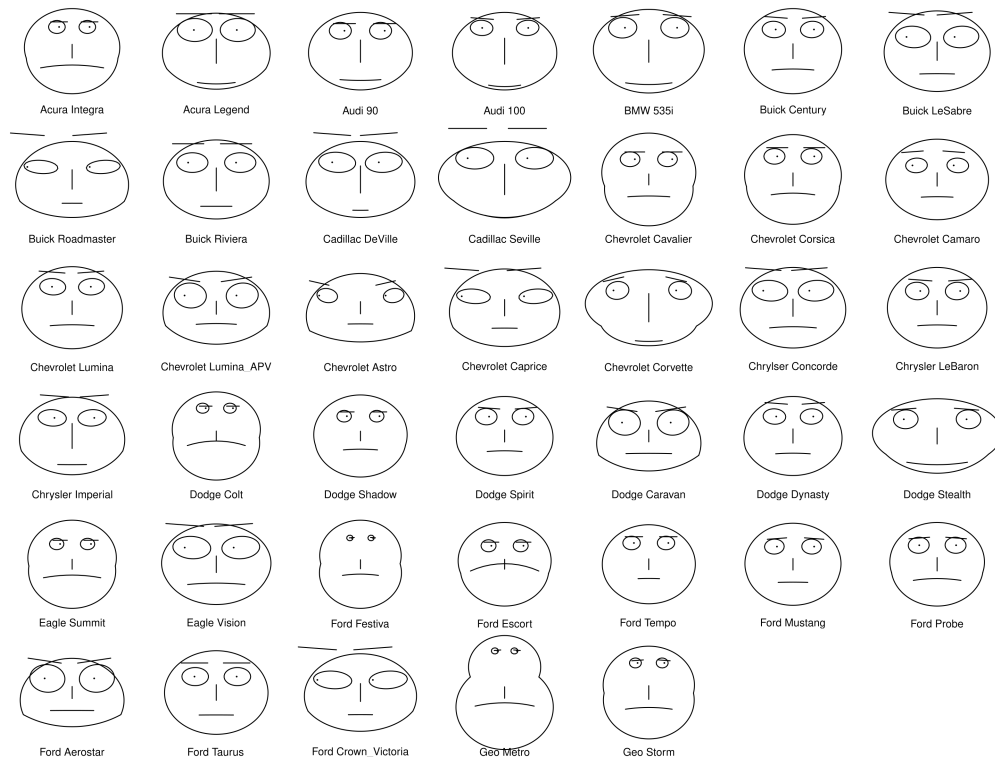 Acura Integra Acura Legend Audi 90 Audi 100 BMW 535i Buick Century Buick LeSabre
Buick Roadmaster Buick Riviera Cadillac DeVille Cadillac Seville Chevrolet Cavalier Chevrolet Corsica Chevrolet Camaro
Chevrolet Lumina Chevrolet Lumina_APV Chevrolet Astro Chevrolet Caprice Chevrolet Corvette Chrylser Concorde Chrysler LeBaron
Chrysler Imperial Dodge Colt Dodge Shadow Dodge Spirit Dodge Caravan Dodge Dynasty Dodge Stealth
Eagle Summit Eagle Vision Ford Festiva Ford Escort Ford Tempo Ford Mustang Ford Probe
Ford Aerostar Ford Taurus Ford Crown_Victoria Geo Metro Geo Storm